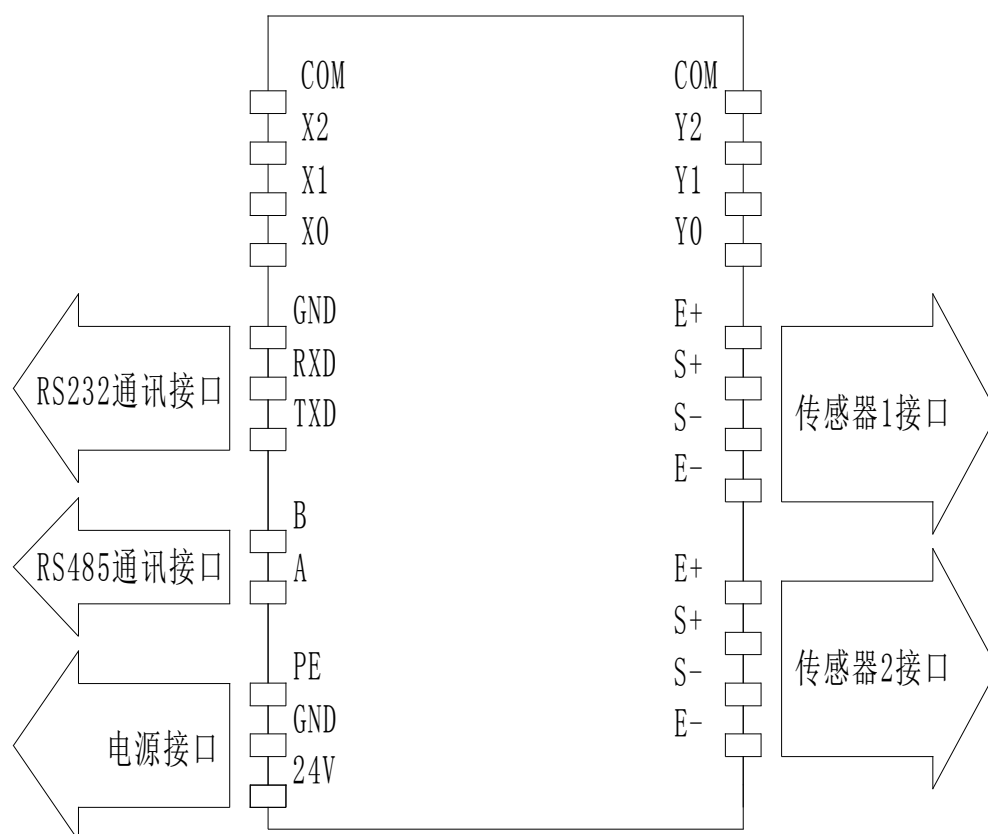 COM
X2
X1
X0
GND
RXD
TXD
RS232通讯接口
B
A
RS485通讯接口
PE
GND
24V
电源接口
COM
Y2
Y1
Y0
E+
S+
S-
E-
传感器1接口
E+
S+
S-
E-
传感器2接口